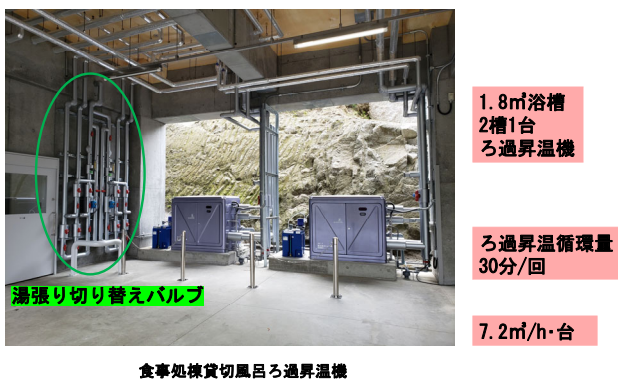 1.8㎥浴槽
2槽1台
ろ過昇温機
ろ過昇温循環量
30分/回
湯張り切り替えバルブ
7.2㎥/h･台
食事処棟貸切風呂ろ過昇温機